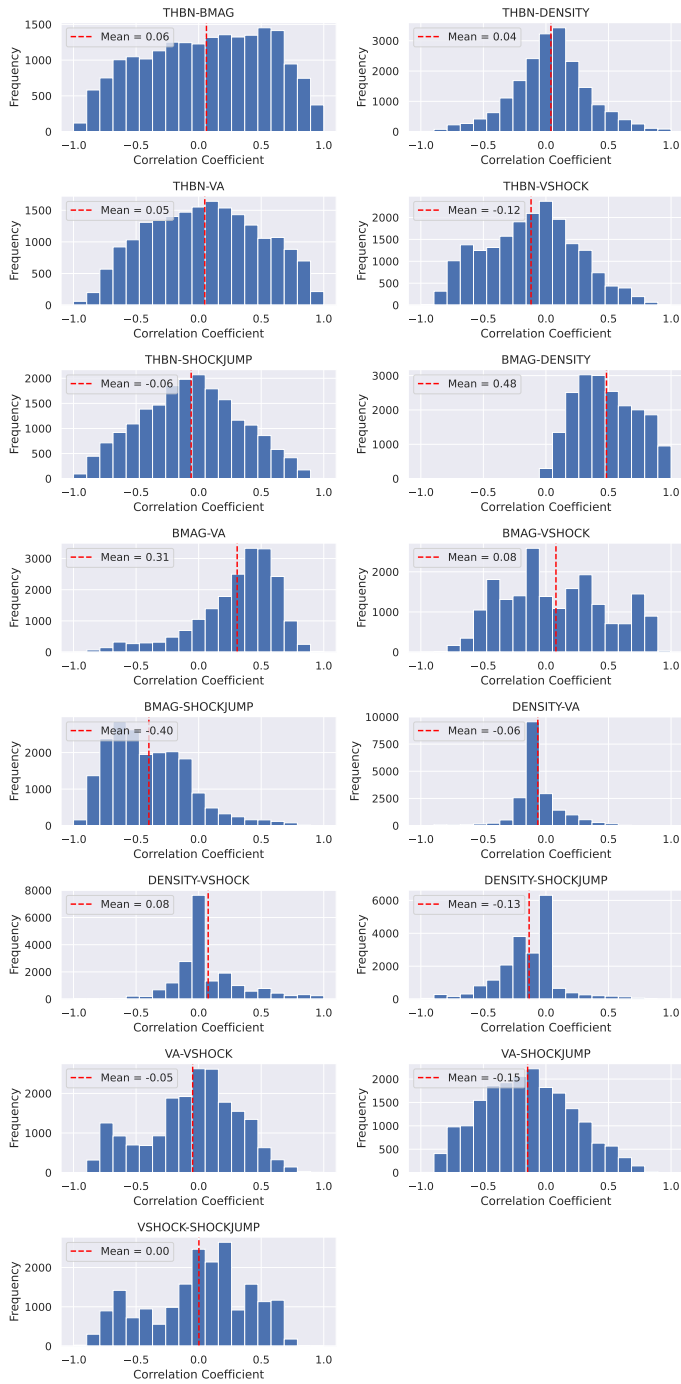 THBN-BMAG
Frequency
1500
1000
500
0
Mean = 0.06
−1.0 −0.5 0.0 0.5 1.0
Correlation Coefficient
THBN-DENSITY
Frequency
3000
2000
1000
0
Mean = 0.04
−1.0 −0.5 0.0 0.5 1.0
Correlation Coefficient
THBN-VA
Frequency
1500
1000
500
0
Mean = 0.05
−1.0 −0.5 0.0 0.5 1.0
Correlation Coefficient
THBN-VSHOCK
Frequency
2000
1500
1000
500
0
Mean = -0.12
−1.0 −0.5 0.0 0.5 1.0
Correlation Coefficient
THBN-SHOCKJUMP
Frequency
2000
1500
1000
500
0
Mean = -0.06
−1.0 −0.5 0.0 0.5 1.0
Correlation Coefficient
BMAG-DENSITY
Frequency
3000
2000
1000
0
Mean = 0.48
−1.0 −0.5 0.0 0.5 1.0
Correlation Coefficient
BMAG-VA
Frequency
3000
2000
1000
0
Mean = 0.31
−1.0 −0.5 0.0 0.5 1.0
Correlation Coefficient
BMAG-VSHOCK
Frequency
2000
1000
0
Mean = 0.08
−1.0 −0.5 0.0 0.5 1.0
Correlation Coefficient
BMAG-SHOCKJUMP
Frequency
2000
1000
0
Mean = -0.40
−1.0 −0.5 0.0 0.5 1.0
Correlation Coefficient
DENSITY-VA
Frequency
10000
7500
5000
2500
0
Mean = -0.06
−1.0 −0.5 0.0 0.5 1.0
Correlation Coefficient
DENSITY-VSHOCK
Frequency
8000
6000
4000
2000
0
Mean = 0.08
−1.0 −0.5 0.0 0.5 1.0
Correlation Coefficient
DENSITY-SHOCKJUMP
Frequency
6000
4000
2000
0
Mean = -0.13
−1.0 −0.5 0.0 0.5 1.0
Correlation Coefficient
VA-VSHOCK
Frequency
2000
1000
0
Mean = -0.05
−1.0 −0.5 0.0 0.5 1.0
Correlation Coefficient
VA-SHOCKJUMP
Frequency
2000
1500
1000
500
0
Mean = -0.15
−1.0 −0.5 0.0 0.5 1.0
Correlation Coefficient
VSHOCK-SHOCKJUMP
Frequency
2000
1000
0
Mean = 0.00
−1.0 −0.5 0.0 0.5 1.0
Correlation Coefficient